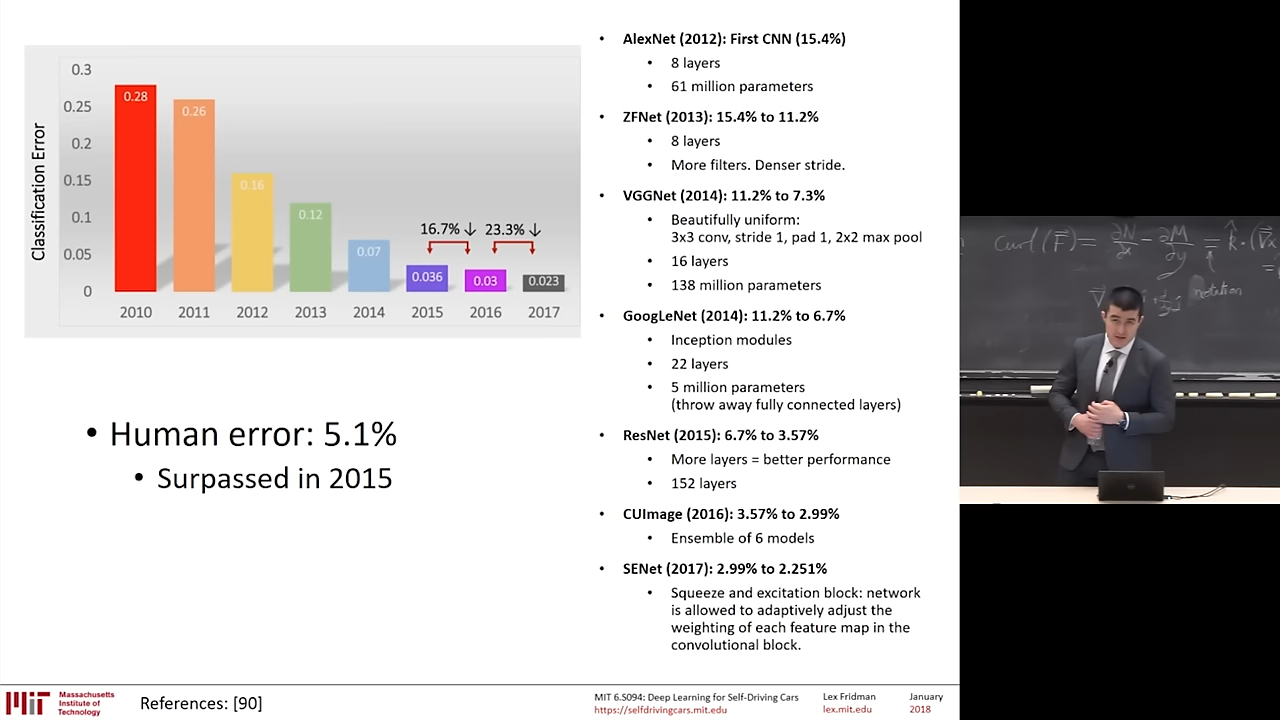 Classification Error
0.3
0.25
0.2
0.15
0.1
0.05
0
0.28
0.26
0.16
0.12
0.07
0.036
0.03
0.023
16.7% ↓
23.3% ↓
2010 2011 2012 2013 2014 2015 2016 2017
• Human error: 5.1%
• Surpassed in 2015
• AlexNet (2012): First CNN (15.4%)
• 8 layers
• 61 million parameters
• ZFNet (2013): 15.4% to 11.2%
• 8 layers
• More filters. Denser stride.
• VGGNet (2014): 11.2% to 7.3%
• Beautifully uniform:
3x3 conv, stride 1, pad 1, 2x2 max pool
• 16 layers
• 138 million parameters
• GoogLeNet (2014): 11.2% to 6.7%
• Inception modules
• 22 layers
• 5 million parameters
(throw away fully connected layers)
• ResNet (2015): 6.7% to 3.57%
• More layers = better performance
• 152 layers
• CUImage (2016): 3.57% to 2.99%
• Ensemble of 6 models
• SENet (2017): 2.99% to 2.251%
• Squeeze and excitation block: network
is allowed to adaptively adjust the
weighting of each feature map in the
convolutional block.
curl (F⃗) = ∂N/∂x - ∂M/∂y = k̂ · (∇⃗x
notation
MIT
Massachusetts
Institute of
Technology
References: [90]
MIT 6.S094: Deep Learning for Self-Driving Cars
https://selfdrivingcars.mit.edu
Lex Fridman
lex.mit.edu
January
2018